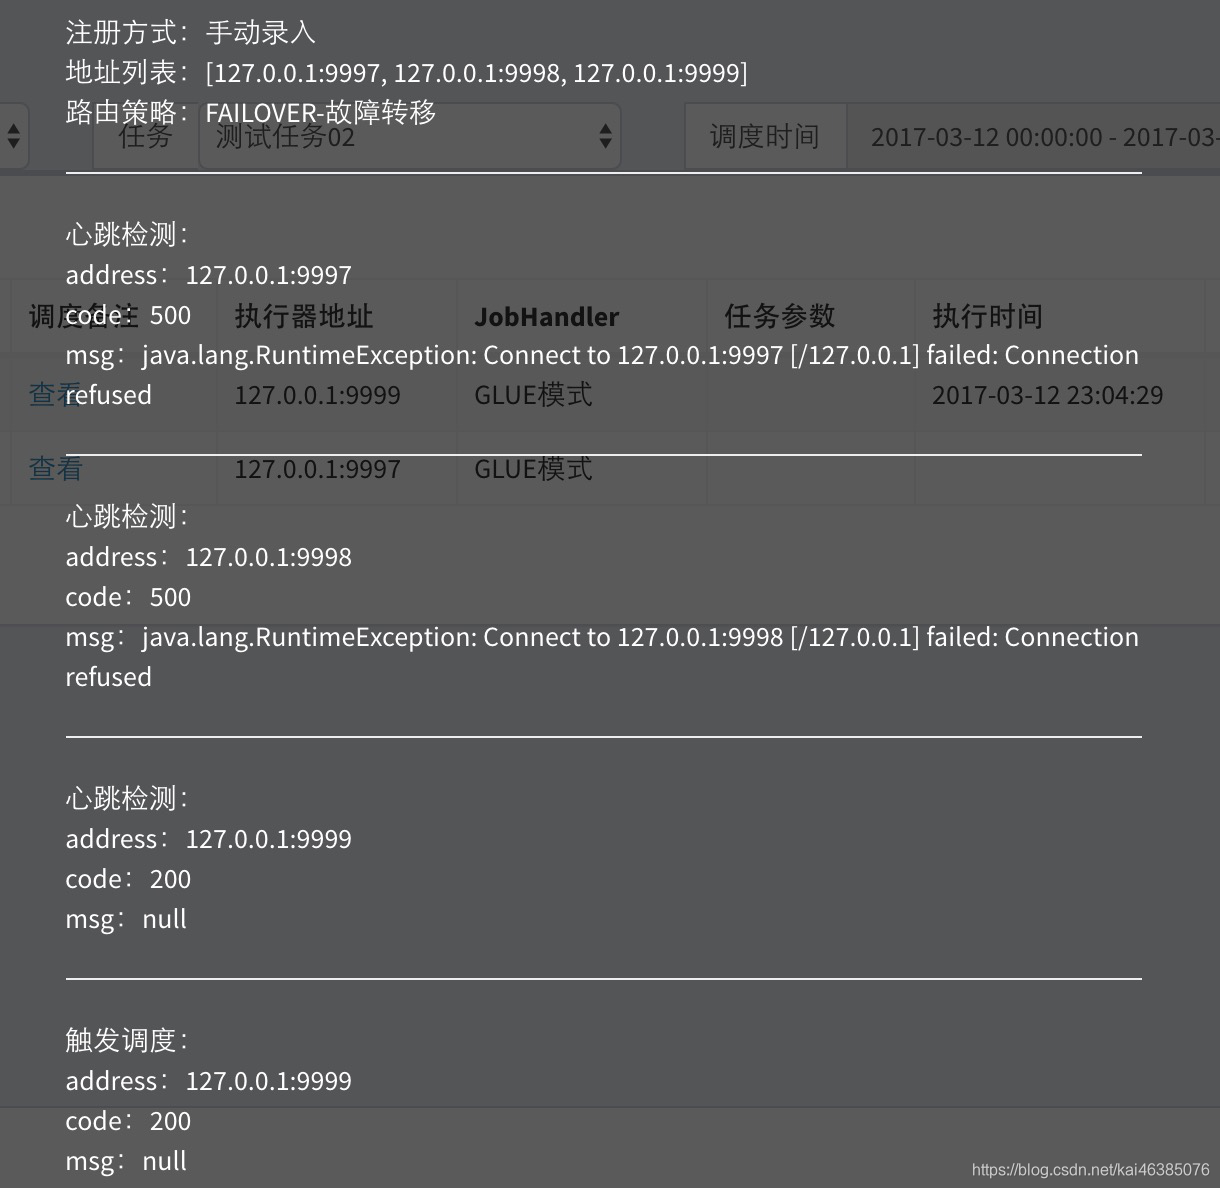 注册方式：手动录入
地址列表：[127.0.0.1:9997, 127.0.0.1:9998, 127.0.0.1:9999]
路由策略：FAILOVER-故障转移
任务 测试任务02 调度时间 2017-03-12 00:00:00 - 2017-03-
心跳检测：
address：127.0.0.1:9997
调度备注 执行器地址 JobHandler 任务参数 执行时间
code：500
msg：java.lang.RuntimeException: Connect to 127.0.0.1:9997 [/127.0.0.1] failed: Connection
refused
查看 127.0.0.1:9999 GLUE模式 2017-03-12 23:04:29
查看 127.0.0.1:9997 GLUE模式
心跳检测：
address：127.0.0.1:9998
code：500
msg：java.lang.RuntimeException: Connect to 127.0.0.1:9998 [/127.0.0.1] failed: Connection
refused
心跳检测：
address：127.0.0.1:9999
code：200
msg：null
触发调度：
address：127.0.0.1:9999
code：200
msg：null
https://blog.csdn.net/kai46385076